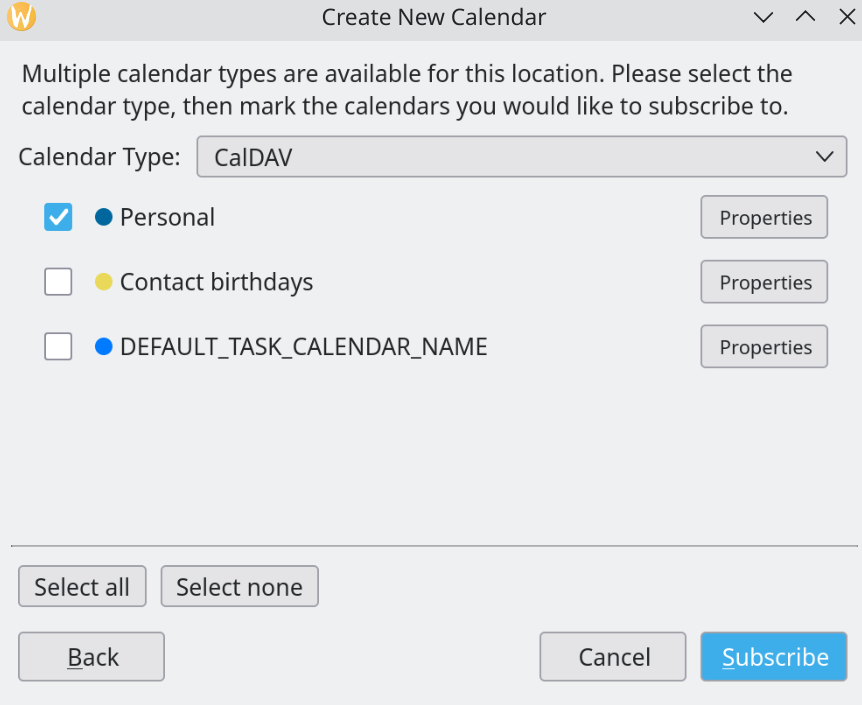 Create New Calendar
Multiple calendar types are available for this location. Please select the
calendar type, then mark the calendars you would like to subscribe to.
Calendar Type: CalDAV
Personal Properties
Contact birthdays Properties
DEFAULT_TASK_CALENDAR_NAME Properties
Select all Select none
Back Cancel Subscribe